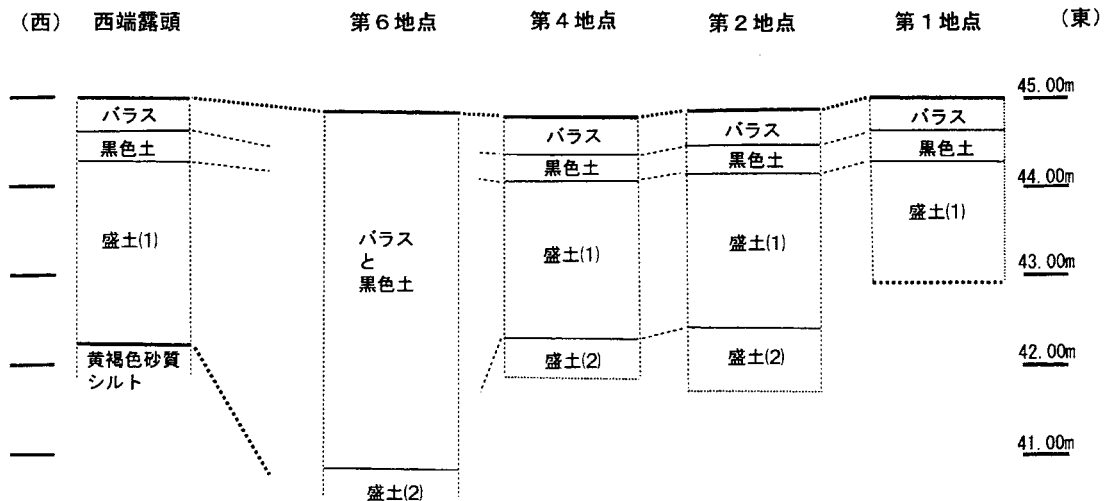 （西） 西端露頭 第６地点 第４地点 第２地点 第１地点 （東）
45.00m
バラス バラス バラス バラス
黒色土 黒色土 黒色土 黒色土
44.00m
盛土(1) バラス
と
黒色土 盛土(1) 盛土(1) 盛土(1)
43.00m
黄褐色砂質
シルト 盛土(2) 盛土(2)
42.00m
41.00m
盛土(2)